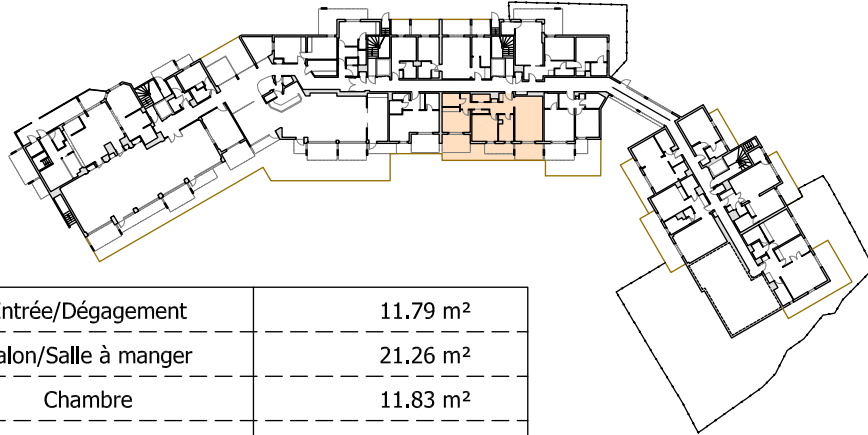 ntrée/Dégagement 11.79 m²
alon/Salle à manger 21.26 m²
Chambre 11.83 m²